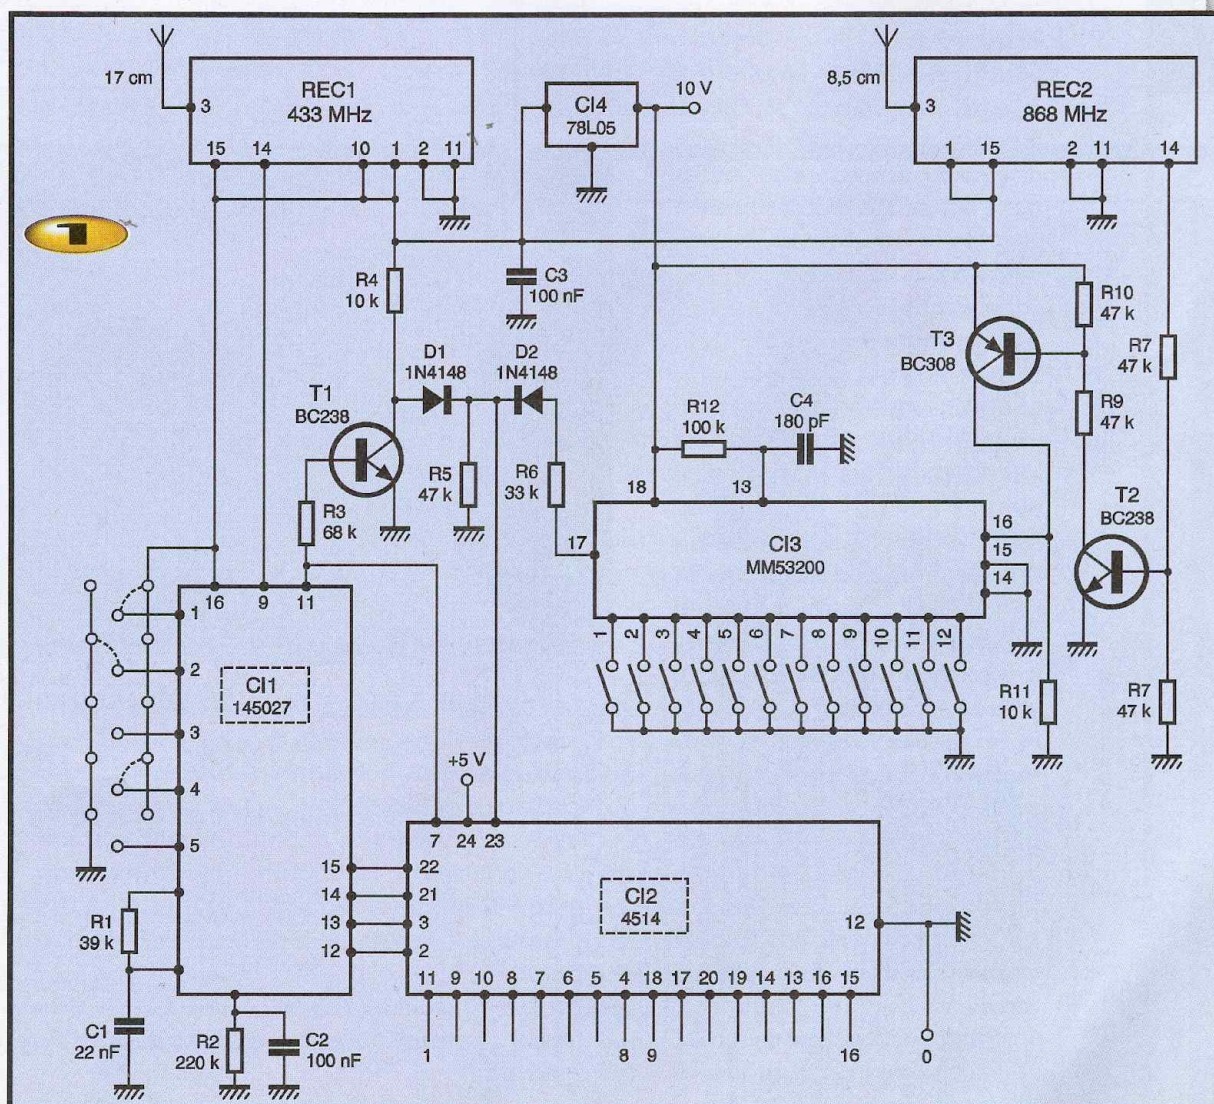 17 cm
3
REC1
433 MHz
15
14
10
1
2
11
CI4
78L05
10 V
8,5 cm
3
REC2
868 MHz
1
15
2
11
14
1
R4
10 k
C3
100 nF
R10
47 k
T3
BC308
R7
47 k
D1
1N4148
D2
1N4148
T1
BC238
R12
100 k
C4
180 pF
R9
47 k
R5
47 k
R6
33 k
18
13
T2
BC238
R3
68 k
17
CI3
MM53200
16
15
14
16
9
11
1
2
3
4
5
6
7
8
9
10
11
12
1
2
3
4
5
CI1
145027
R11
10 k
R7
47 k
+5 V
7
24
23
15
14
13
12
22
21
3
2
CI2
4514
12
R1
39 k
11
9
10
8
7
6
5
4
18
17
20
19
14
13
16
15
C1
22 nF
R2
220 k
C2
100 nF
1
8
9
16
0